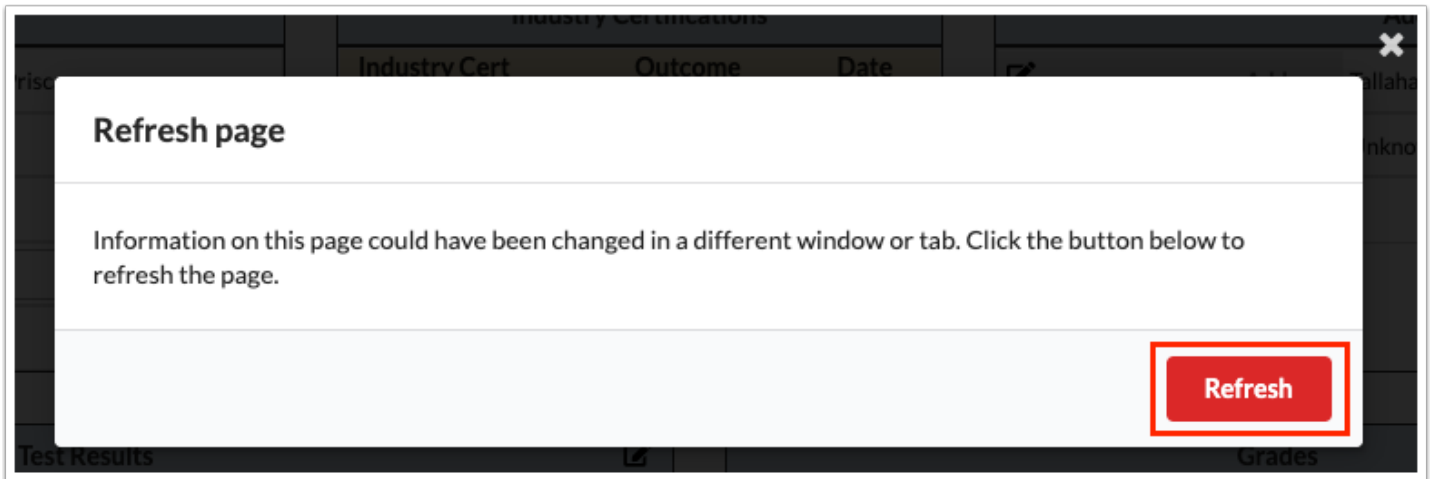 Industry Certifications
Industry Cert Outcome Date
Refresh page
Information on this page could have been changed in a different window or tab. Click the button below to
refresh the page.
Refresh
Test Results
Grades